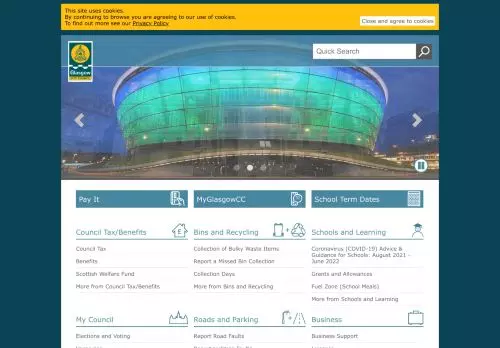 This site uses cookies.
By continuing to browse you are agreeing to our use of cookies.
To find out more see our Privacy Policy
Close and agree to cookies
Glasgow
CITY COUNCIL
Quick Search
Pay It
MyGlasgowCC
School Term Dates
Council Tax/Benefits
Council Tax
Benefits
Scottish Welfare Fund
More from Council Tax/Benefits
Bins and Recycling
Collection of Bulky Waste Items
Report a Missed Bin Collection
Collection Days
More from Bins and Recycling
Schools and Learning
Coronavirus (COVID-19) Advice &
Guidance for Schools: August 2021 -
June 2022
Grants and Allowances
Fuel Zone (School Meals)
More from Schools and Learning
My Council
Elections and Voting
Roads and Parking
Report Road Faults
Business
Business Support